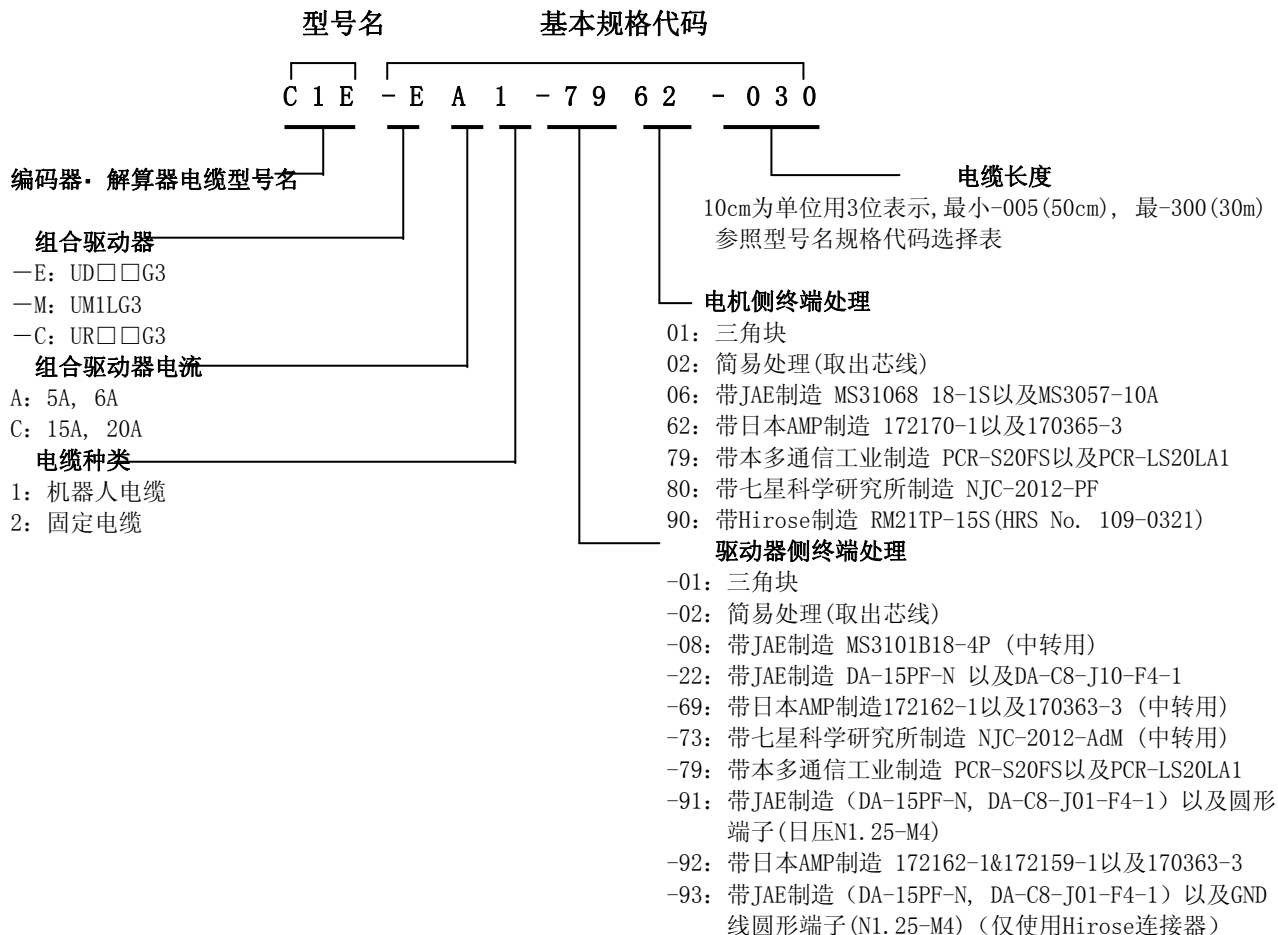 型号名 基本规格代码
C1E-EA1-7962-030
编码器·解算器电缆型号名
电缆长度
10cm为单位用3位表示,最小-005(50cm), 最-300(30m)
参照型号名规格代码选择表
组合驱动器
-E: UD□□G3
-M: UM1LG3
-C: UR□□G3
组合驱动器电流
A: 5A, 6A
C: 15A, 20A
电缆种类
1: 机器人电缆
2: 固定电缆
电机侧终端处理
01: 三角块
02: 简易处理(取出芯线)
06: 带JAE制造 MS31068 18-1S以及MS3057-10A
62: 带日本AMP制造 172170-1以及170365-3
79: 带本多通信工业制造 PCR-S20FS以及PCR-LS20LA1
80: 带七星科学研究所制造 NJC-2012-PF
90: 带Hirose制造 RM21TP-15S(HRS No. 109-0321)
驱动器侧终端处理
-01: 三角块
-02: 简易处理(取出芯线)
-08: 带JAE制造 MS3101B18-4P (中转用)
-22: 带JAE制造 DA-15PF-N 以及DA-C8-J10-F4-1
-69: 带日本AMP制造172162-1以及170363-3 (中转用)
-73: 带七星科学研究所制造 NJC-2012-AdM (中转用)
-79: 带本多通信工业制造 PCR-S20FS以及PCR-LS20LA1
-91: 带JAE制造（DA-15PF-N, DA-C8-J01-F4-1）以及圆形
端子(日压N1.25-M4)
-92: 带日本AMP制造 172162-1&172159-1以及170363-3
-93: 带JAE制造（DA-15PF-N, DA-C8-J01-F4-1）以及GND
线圆形端子(N1.25-M4)（仅使用Hirose连接器）